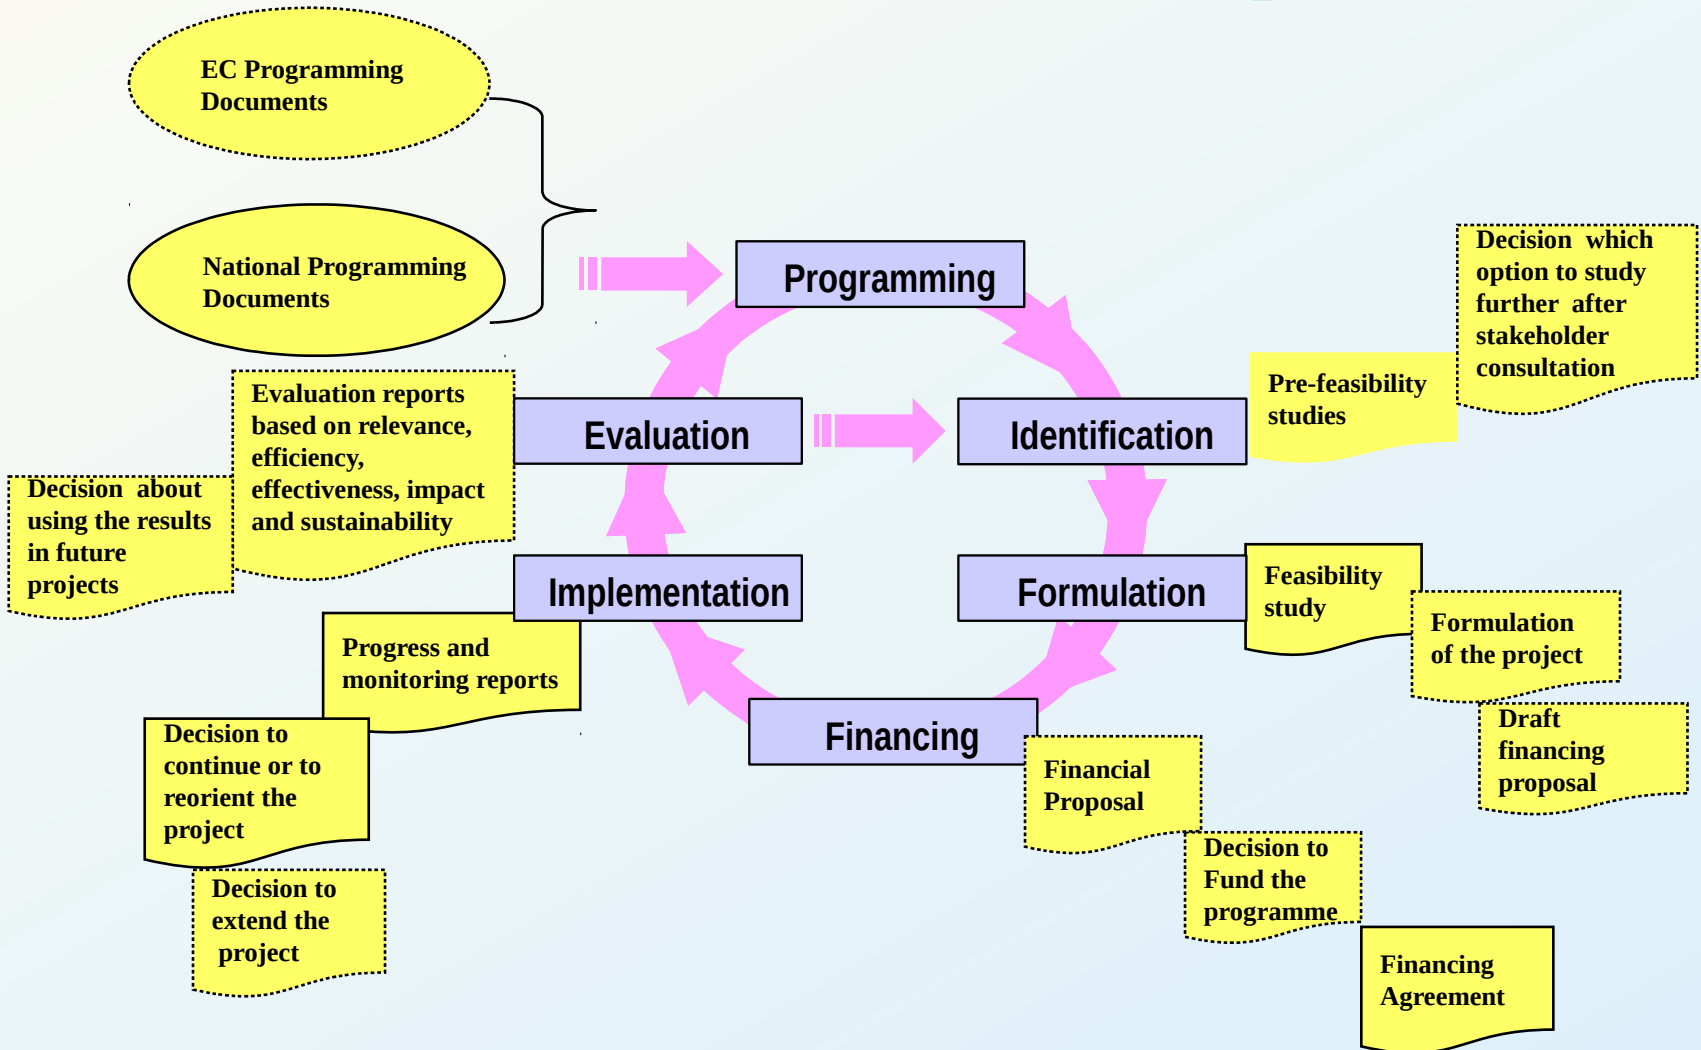 EC Programming
Documents
National Programming
Documents
Programming
Decision which
option to study
further after
stakeholder
consultation
Pre-feasibility
studies
Evaluation reports
based on relevance,
efficiency,
effectiveness, impact
and sustainability
Evaluation
Identification
Decision about
using the results
in future
projects
Implementation
Formulation
Feasibility
study
Formulation
of the project
Progress and
monitoring reports
Draft
financing
proposal
Decision to
continue or to
reorient the
project
Financing
Financial
Proposal
Decision to
Fund the
programme
Decision to
extend the
project
Financing
Agreement